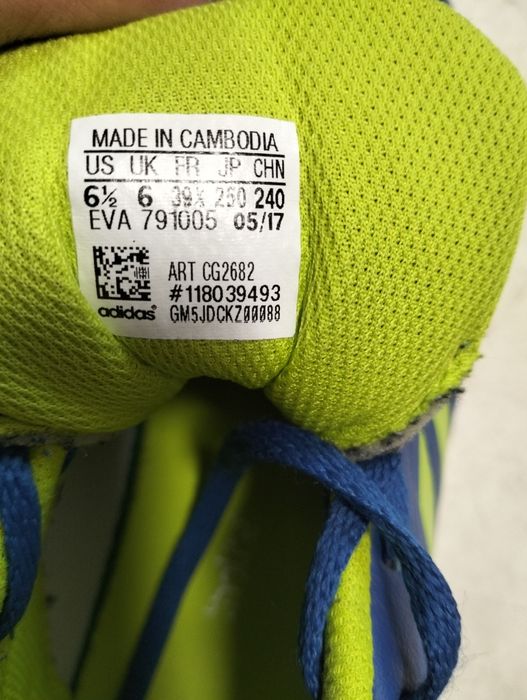 MADE IN CAMBODIA
US UK FR JP CHN
6½ 6 39⅓ 250 240
EVA 791005 05/17
ART CG2682
#118039493
adidas® GM5JDCKZ00088